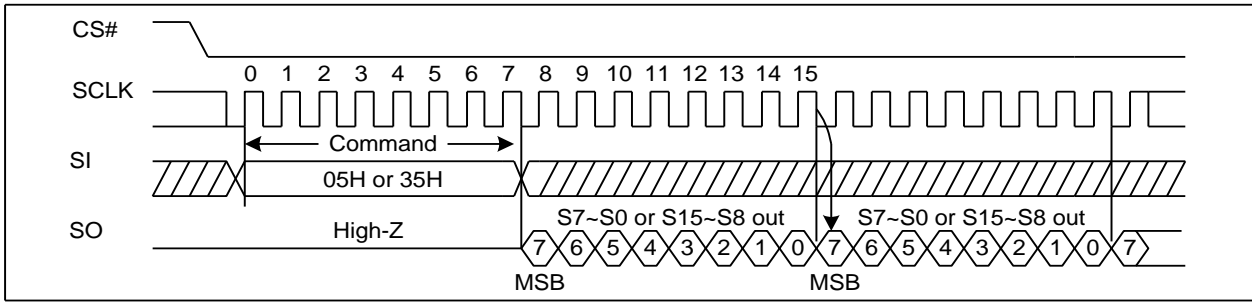 CS#
0 1 2 3 4 5 6 7 8 9 10 11 12 13 14 15
SCLK
Command
SI
05H or 35H
S7~S0 or S15~S8 out S7~S0 or S15~S8 out
SO
High-Z
7 6 5 4 3 2 1 0 7 6 5 4 3 2 1 0 7
MSB MSB